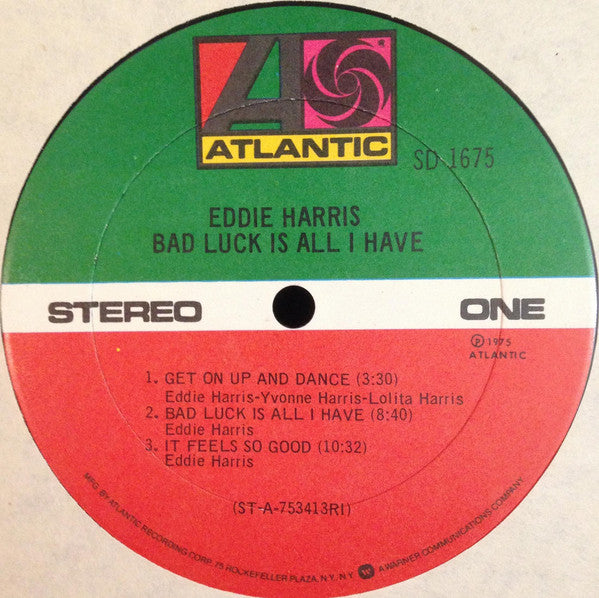 ATLANTIC
SD 1675
EDDIE HARRIS
BAD LUCK IS ALL I HAVE
STEREO
ONE
Ⓟ 1975
ATLANTIC
1. GET ON UP AND DANCE (3:30)
Eddie Harris-Yvonne Harris-Lolita Harris
2. BAD LUCK IS ALL I HAVE (8:40)
Eddie Harris
3. IT FEELS SO GOOD (10:32)
Eddie Harris
(ST-A-753413RI)
MFG. BY ATLANTIC RECORDING CORP. 75 ROCKEFELLER PLAZA, N.Y., N.Y. A WARNER COMMUNICATIONS COMPANY